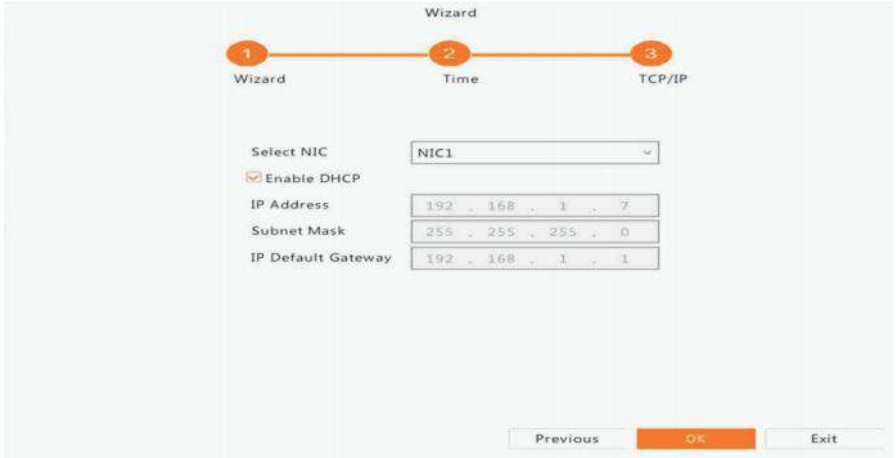 Wizard
1 2 3
Wizard Time TCP/IP
Select NIC NIC1
Enable DHCP
IP Address 192 . 168 . 1 . 7
Subnet Mask 255 . 255 . 255 . 0
IP Default Gateway 192 . 168 . 1 . 1
Previous OK Exit